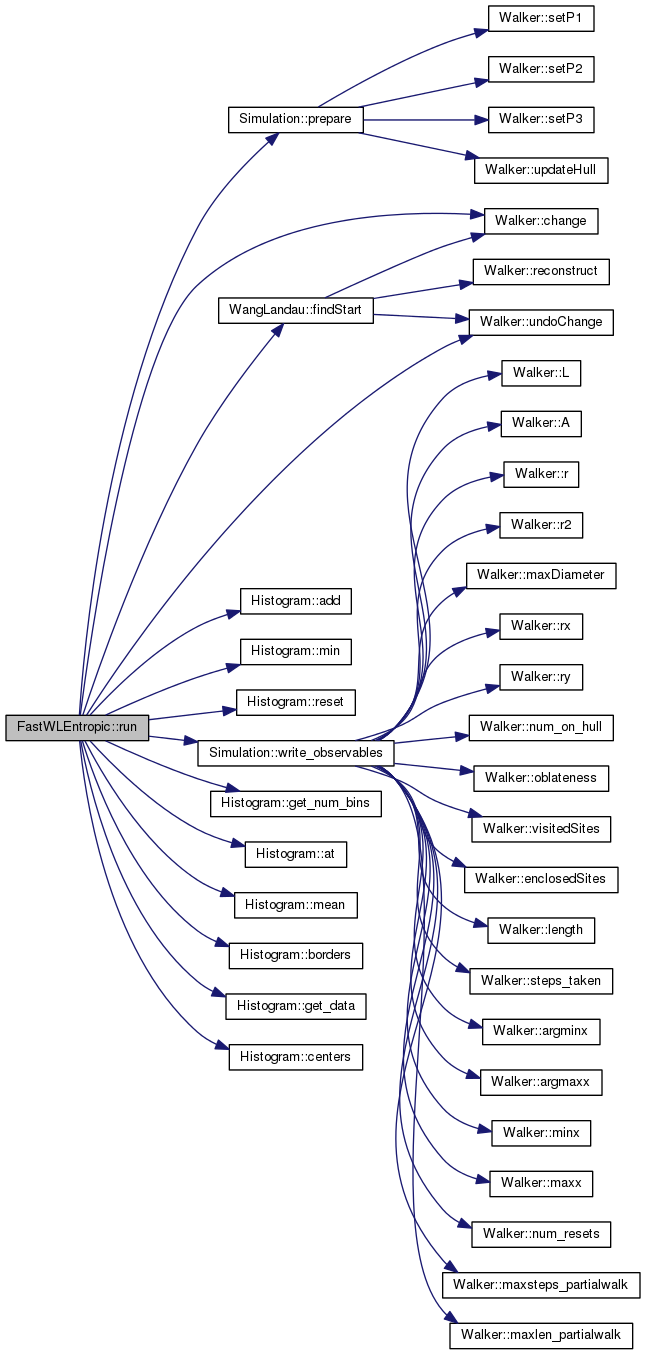 Walker::setP1
Walker::setP2
Simulation::prepare
Walker::setP3
Walker::updateHull
Walker::change
Walker::reconstruct
WangLandau::findStart
Walker::undoChange
Walker::L
Walker::A
Walker::r
Walker::r2
Walker::maxDiameter
Histogram::add
Walker::rx
Histogram::min
Walker::ry
Histogram::reset
FastWLEntropic::run
Walker::num_on_hull
Simulation::write_observables
Walker::oblateness
Histogram::get_num_bins
Walker::visitedSites
Histogram::at
Walker::enclosedSites
Histogram::mean
Walker::length
Histogram::borders
Walker::steps_taken
Histogram::get_data
Walker::argminx
Histogram::centers
Walker::argmaxx
Walker::minx
Walker::maxx
Walker::num_resets
Walker::maxsteps_partialwalk
Walker::maxlen_partialwalk